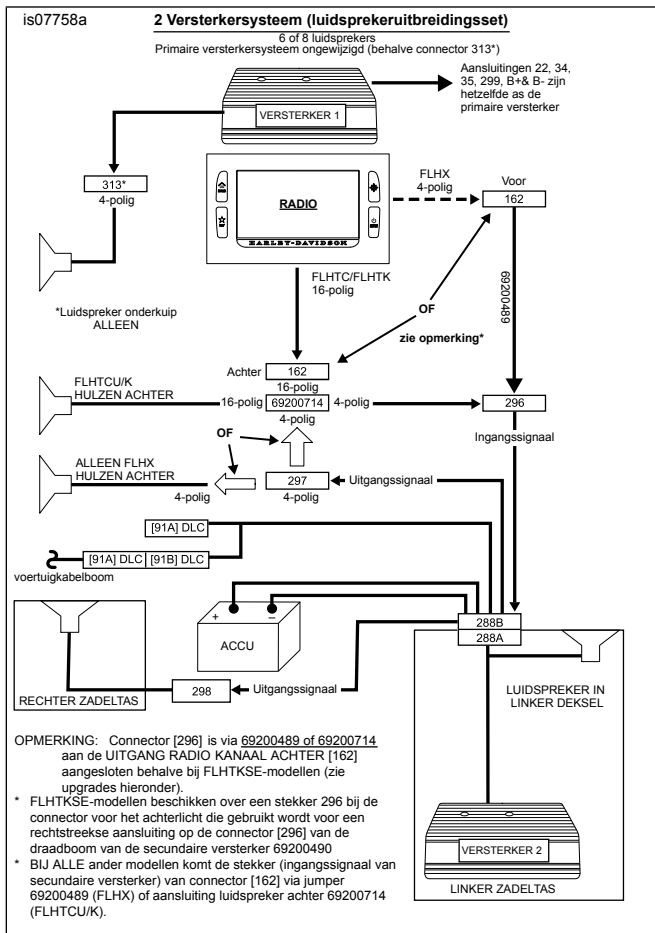 is07758a
2 Versterkersysteem (luidsprekeruitbreidingsset)
6 of 8 luidsprekers
Primaire versterkersysteem ongewijzigd (behalve connector 313*)
Aansluitingen 22, 34,
35, 299, B+& B- zijn
hetzelfde as de
primaire versterker
VERSTERKER 1
313*
4-polig
RADIO
HARLEY-DAVIDSON
FLHX
4-polig
Voor
162
*Luidspreker onderkuip
ALLEEN
FLHTC/FLHTK
16-polig
OF
zie opmerking*
69200489
Achter
162
16-polig
FLHTCU/K
HULZEN ACHTER
16-polig
69200714
4-polig
4-polig
296
Ingangssignaal
OF
ALLEEN FLHX
HULZEN ACHTER
4-polig
297
4-polig
Uitgangssignaal
[91A] DLC
[91A] DLC
[91B] DLC
voertuigkabelboom
+
–
ACCU
288B
288A
RECHTER ZADELTAS
298
Uitgangssignaal
LUIDSPREKER IN
LINKER DEKSEL
OPMERKING: Connector [296] is via 69200489 of 69200714
aan de UITGANG RADIO KANAAL ACHTER [162]
aangesloten behalve bij FLHTKSE-modellen (zie
upgrades hieronder).
* FLHTKSE-modellen beschikken over een stekker 296 bij de
connector voor het achterlicht die gebruikt wordt voor een
rechtstreekse aansluiting op de connector [296] van de
draadboom van de secundaire versterker 69200490
* BIJ ALLE ander modellen komt de stekker (ingangssignaal van
secundaire versterker) van connector [162] via jumper
69200489 (FLHX) of aansluiting luidspreker achter 69200714
(FLHTCU/K).
VERSTERKER 2
LINKER ZADELTAS